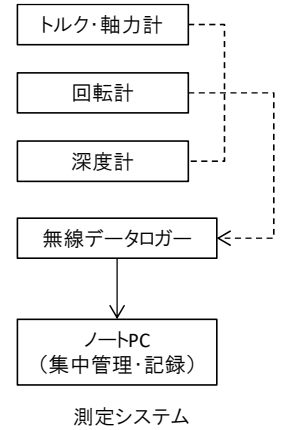 トルク・軸力計
回転計
深度計
無線データロガー
ノートPC
（集中管理・記録）
測定システム